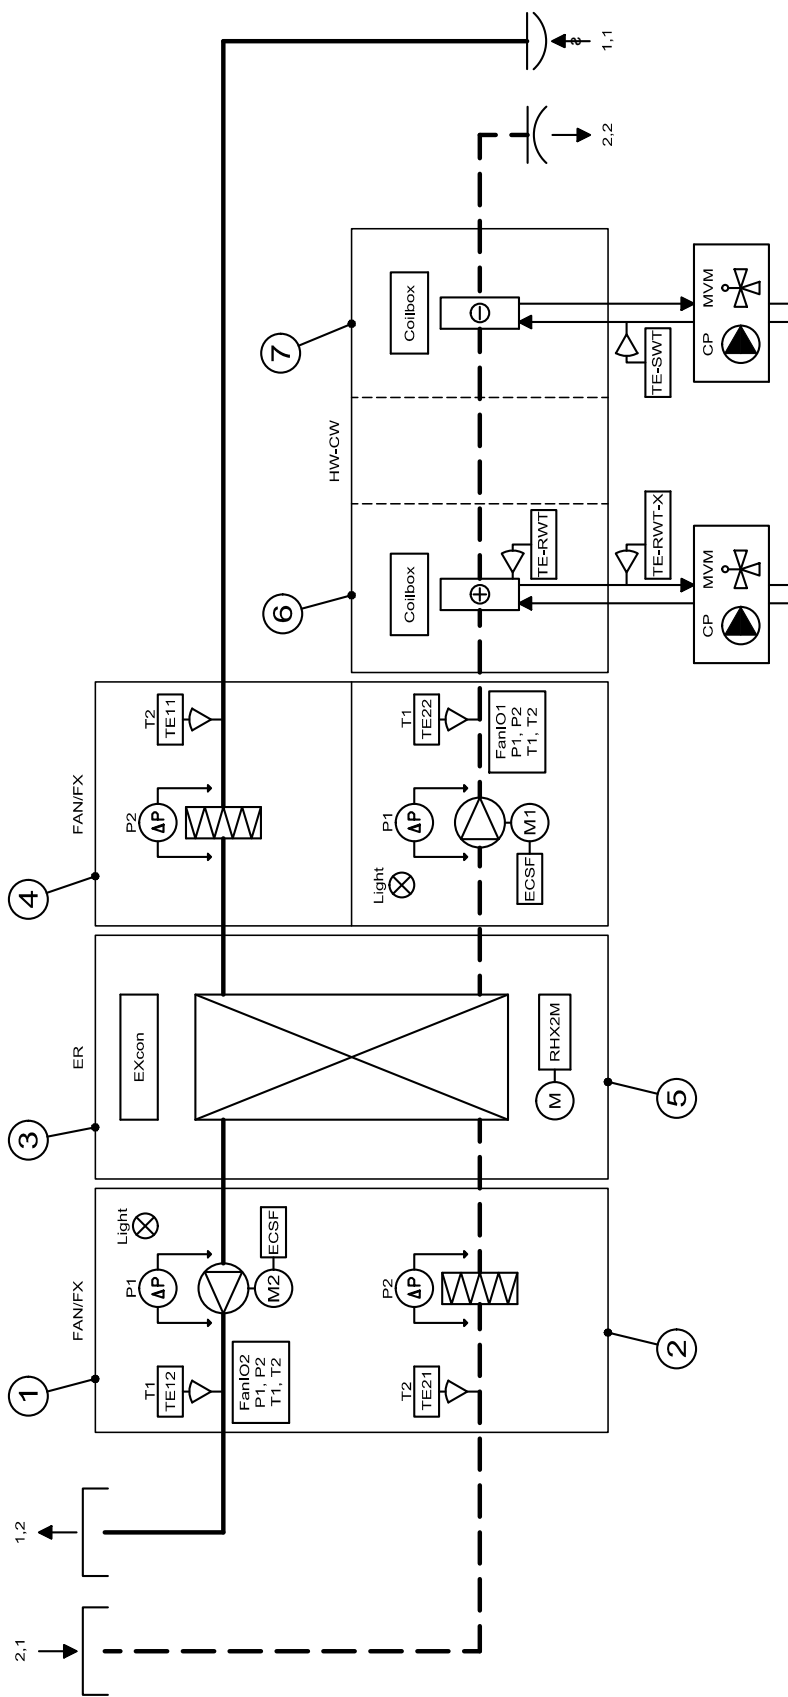 2,1
1,2
1
FAN/FX
T1
TE12
P1
ΔP
Light
FanIO2
P1, P2
T1, T2
M2
ECSF
T2
TE21
P2
ΔP
2
3
ER
EXcon
M
RHX2M
5
4
FAN/FX
P2
ΔP
T2
TE11
Light
P1
ΔP
T1
TE22
ECSF
M1
FanIO1
P1, P2
T1, T2
6
HW-CW
7
Coilbox
Coilbox
TE-RWT
TE-RWT-X
TE-SWT
CP
MVM
CP
MVM
2,2
1,1